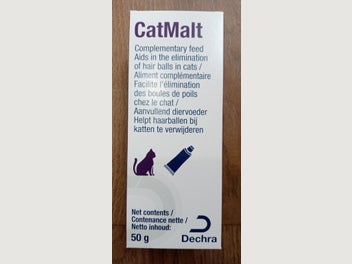 CatMalt
Complementary feed
Aids in the elimination
of hair balls in cats /
Aliment complémentaire
Facilite l'élimination
des boules de poils
chez le chat /
Aanvullend diervoeder
Helpt haarballen bij
katten te verwijderen
Net contents /
Contenance nette /
Netto inhoud:
50 g
Dechra